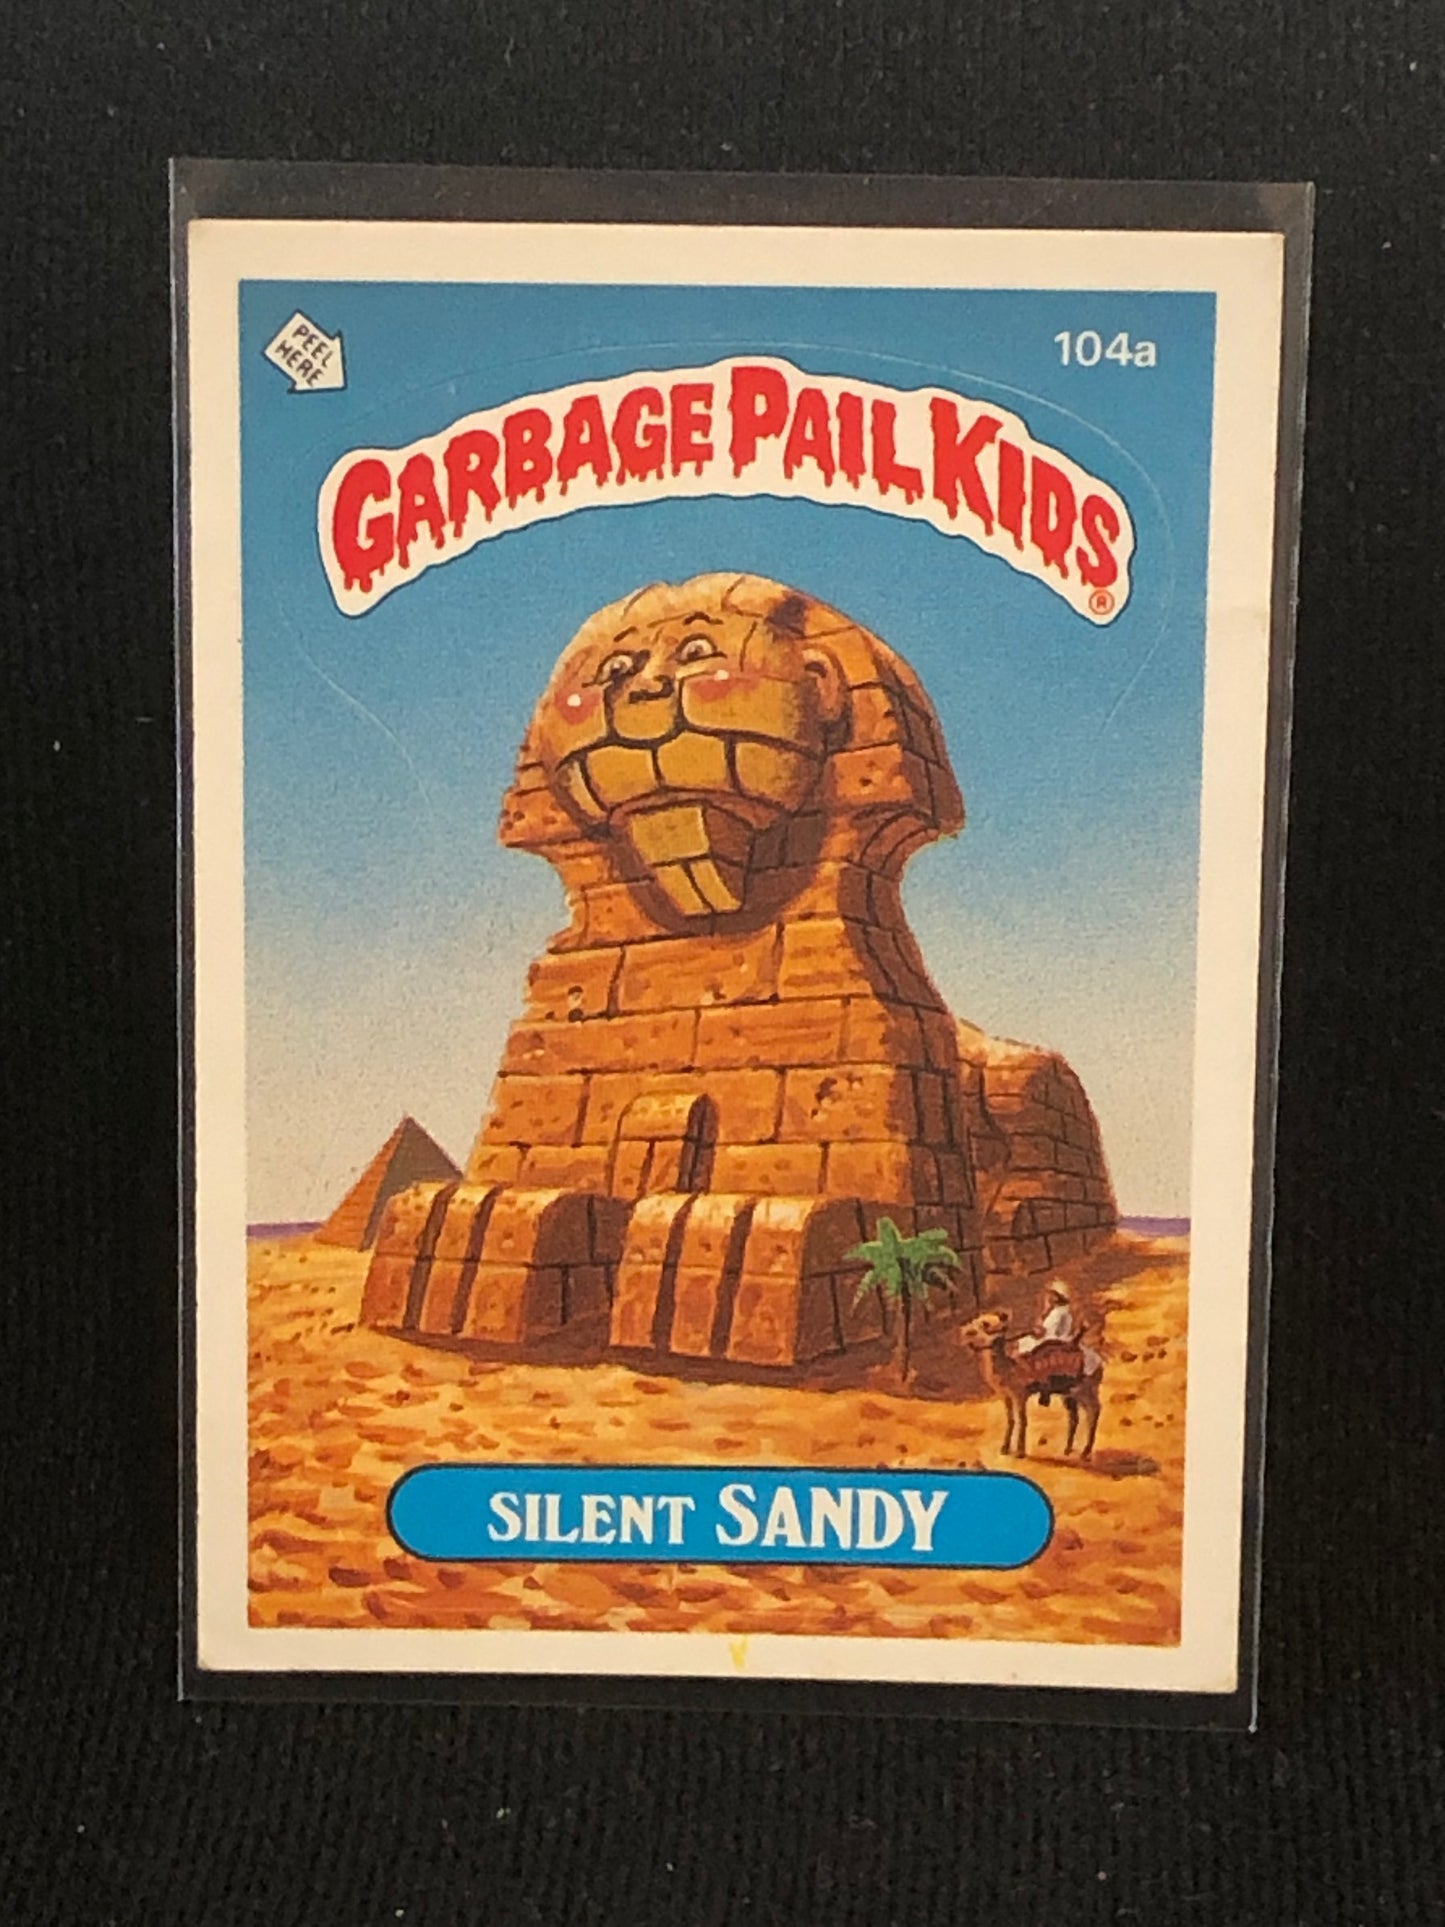 PEEL
HERE
104a
GARBAGE PAIL KIDS
®
SILENT SANDY